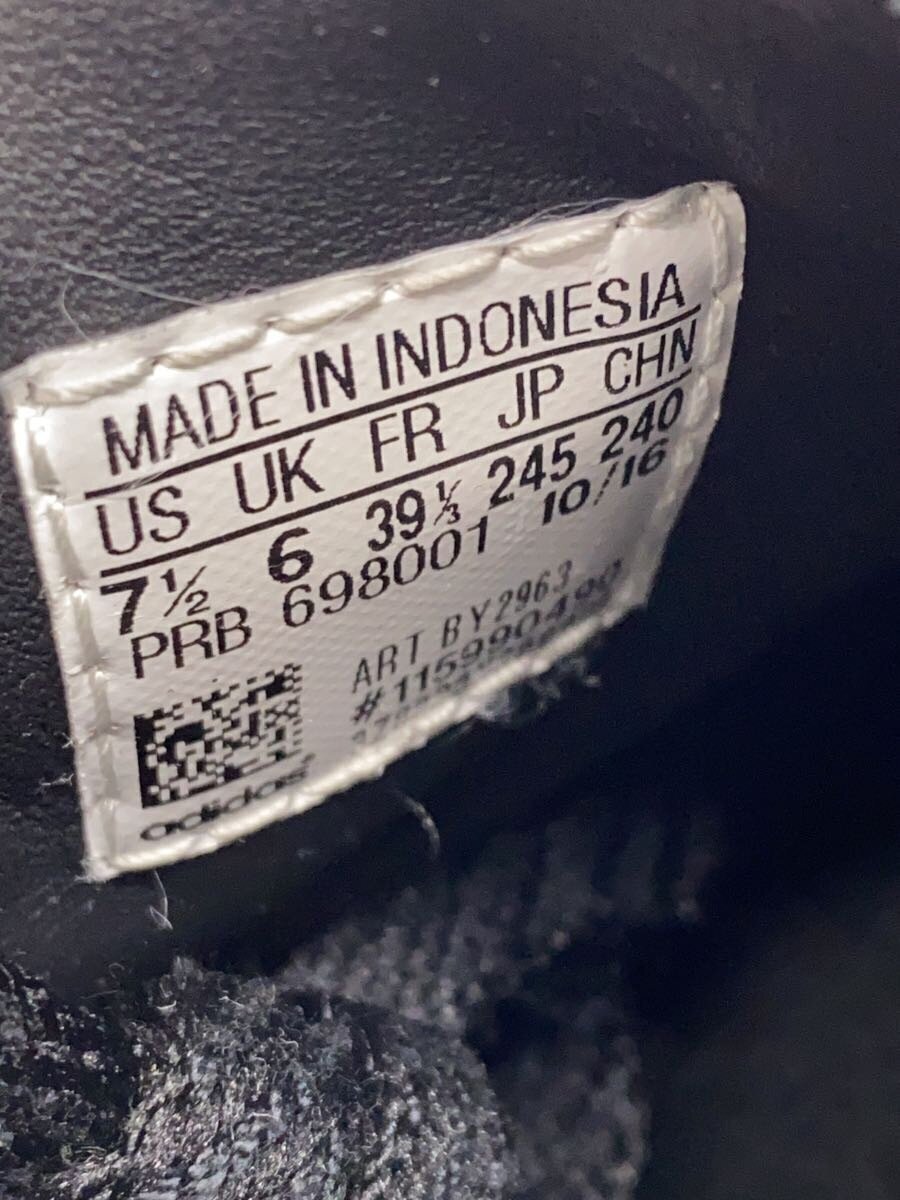 MADE IN INDONESIA
US UK FR JP CHN
7½ 6 39⅓ 245 240
PRB 698001 10/16
ART BY2963
#115990490
adidas